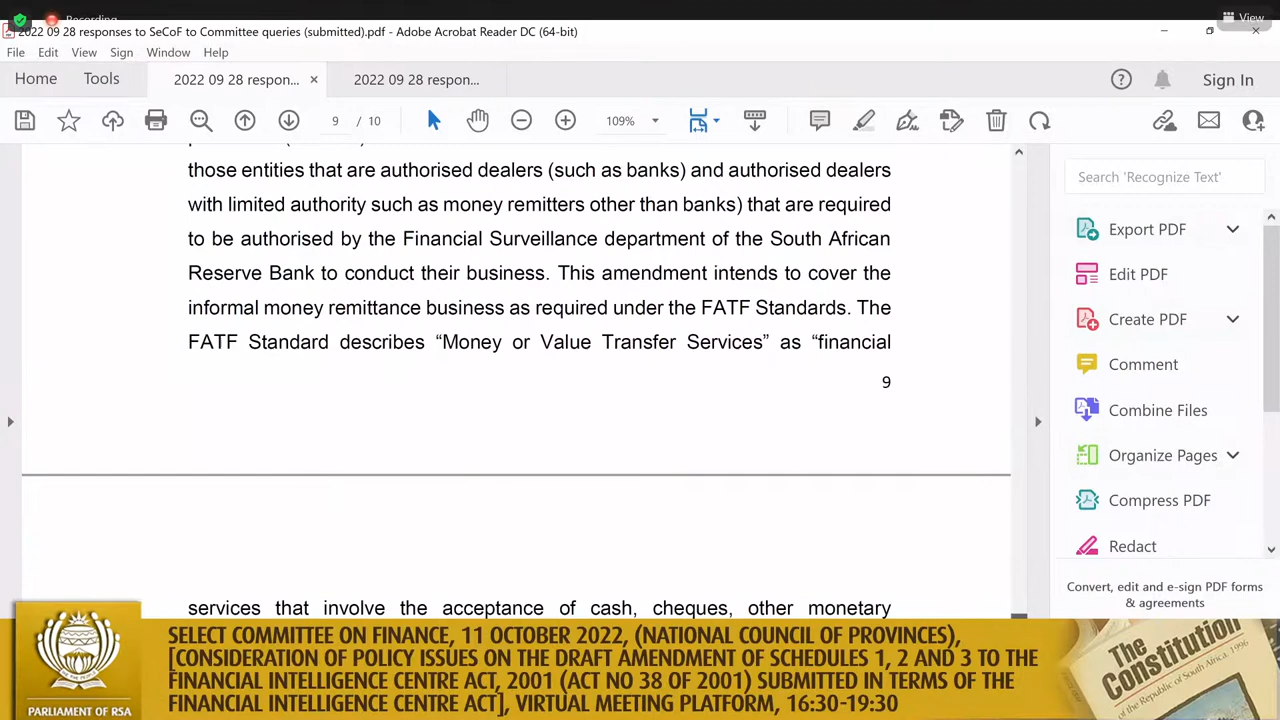 Recording
View
2022 09 28 responses to SeCoF to Committee queries (submitted).pdf - Adobe Acrobat Reader DC (64-bit)
File Edit View Sign Window Help
Home Tools 2022 09 28 respon... × 2022 09 28 respon... Sign In
9 / 10 109%
those entities that are authorised dealers (such as banks) and authorised dealers
with limited authority such as money remitters other than banks) that are required
to be authorised by the Financial Surveillance department of the South African
Reserve Bank to conduct their business. This amendment intends to cover the
informal money remittance business as required under the FATF Standards. The
FATF Standard describes “Money or Value Transfer Services” as “financial
9
services that involve the acceptance of cash, cheques, other monetary
Search 'Recognize Text'
Export PDF
Edit PDF
Create PDF
Comment
Combine Files
Organize Pages
Compress PDF
Redact
Convert, edit and e-sign PDF forms
& agreements
PARLIAMENT OF RSA
SELECT COMMITTEE ON FINANCE, 11 OCTOBER 2022, (NATIONAL COUNCIL OF PROVINCES),
[CONSIDERATION OF POLICY ISSUES ON THE DRAFT AMENDMENT OF SCHEDULES 1, 2 AND 3 TO THE
FINANCIAL INTELLIGENCE CENTRE ACT, 2001 (ACT NO 38 OF 2001) SUBMITTED IN TERMS OF THE
FINANCIAL INTELLIGENCE CENTRE ACT], VIRTUAL MEETING PLATFORM, 16:30-19:30
The
Constitution
of the Republic of South Africa, 1996